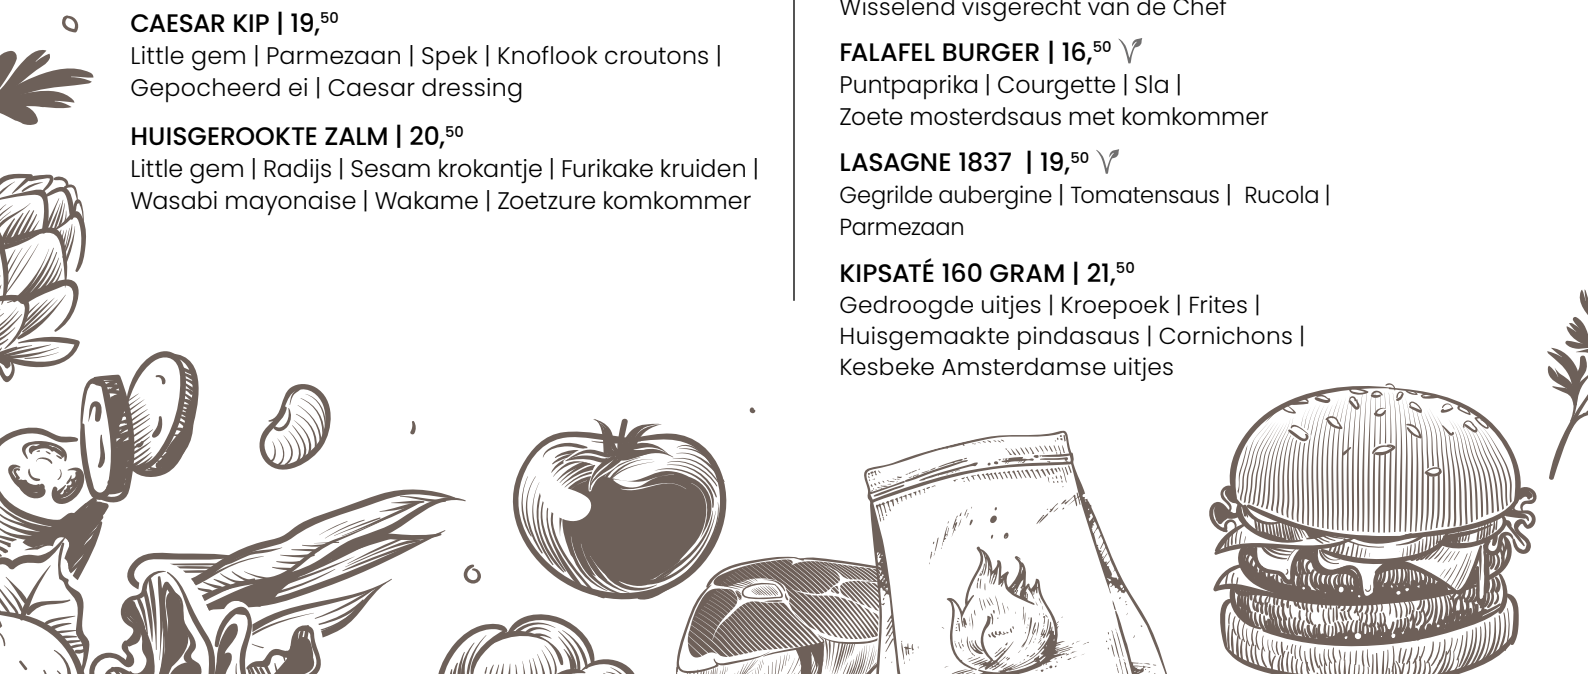 CAESAR KIP | 19,50
Little gem | Parmezaan | Spek | Knoflook croutons |
Gepocheerd ei | Caesar dressing
HUISGEROOKTE ZALM | 20,50
Little gem | Radijs | Sesam krokantje | Furikake kruiden |
Wasabi mayonaise | Wakame | Zoetzure komkommer
Wisselend visgerecht van de Chef
FALAFEL BURGER | 16,50
Puntpaprika | Courgette | Sla |
Zoete mosterdsaus met komkommer
LASAGNE 1837 | 19,50
Gegrilde aubergine | Tomatensaus | Rucola |
Parmezaan
KIPSATÉ 160 GRAM | 21,50
Gedroogde uitjes | Kroepoek | Frites |
Huisgemaakte pindasaus | Cornichons |
Kesbeke Amsterdamse uitjes